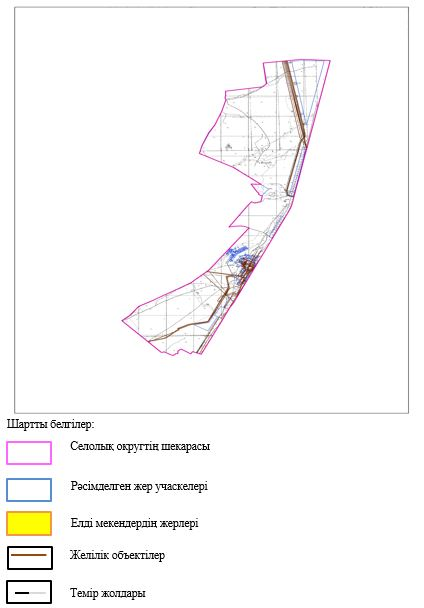 Шартты белгілер:
Селолық округтің шекарасы
Рәсімделген жер учаскелері
Елді мекендердің жерлері
Желілік объектілер
Темір жолдары